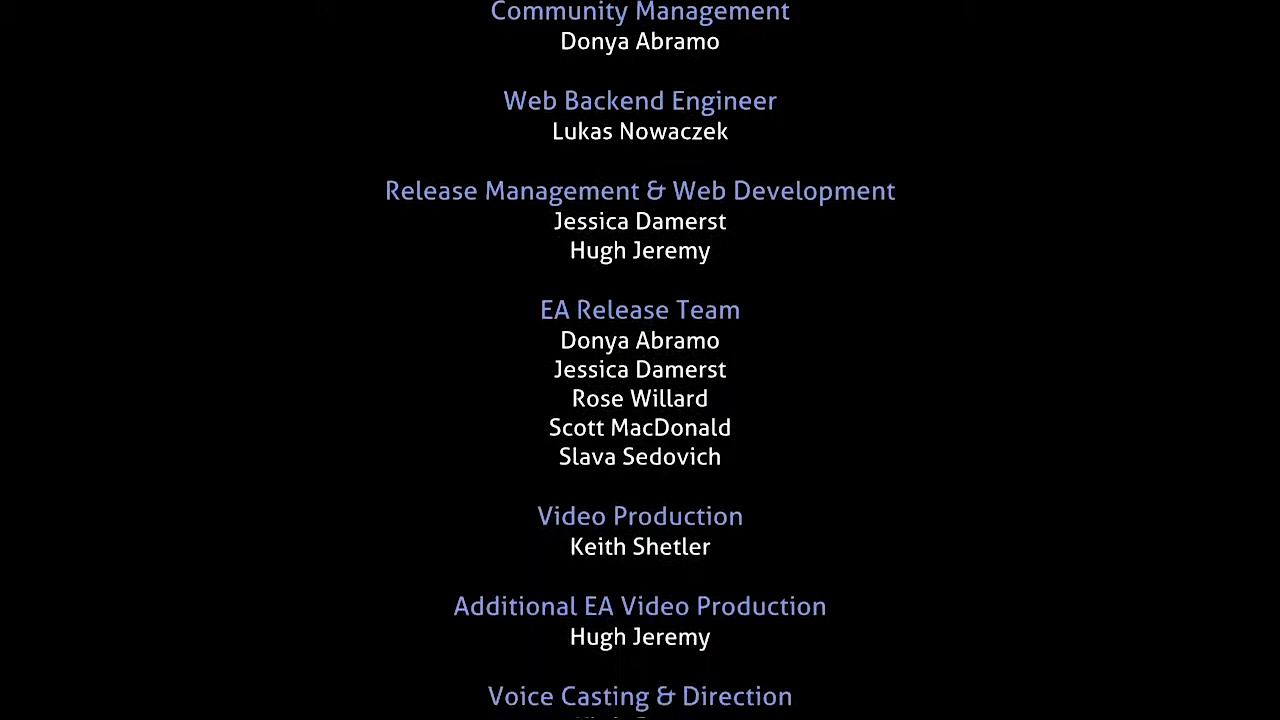 Community Management
Donya Abramo
Web Backend Engineer
Lukas Nowaczek
Release Management & Web Development
Jessica Damerst
Hugh Jeremy
EA Release Team
Donya Abramo
Jessica Damerst
Rose Willard
Scott MacDonald
Slava Sedovich
Video Production
Keith Shetler
Additional EA Video Production
Hugh Jeremy
Voice Casting & Direction